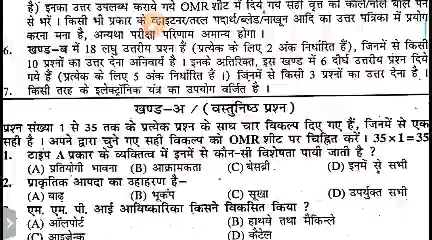 है) इनका उत्तर उपलब्ध कराये गये OMR शीट में दिये गये सही वृत्त को काले/नीले बॉल पेन
से भरें । किसी भी प्रकार के व्हाइटनर/तरल पदार्थ/ब्लेड/नाखून आदि का उत्तर पत्रिका में प्रयोग
करना मना है, अन्यथा परीक्षा परिणाम अमान्य होगा ।
6. खण्ड-ब में 18 लघु उत्तरीय प्रश्न हैं (प्रत्येक के लिए 2 अंक निर्धारित हैं), जिनमें से किसी
10 प्रश्नों का उत्तर देना अनिवार्य है । इनके अतिरिक्त, इस खण्ड में 6 दीर्घ उत्तरीय प्रश्न दिये
गये हैं (प्रत्येक के लिए 5 अंक निर्धारित हैं ।) जिनमें से किसी 3 प्रश्नों का उत्तर देना है ।
7. किसी तरह के इलेक्ट्रॉनिक यंत्र का उपयोग वर्जित है ।
खण्ड-अ / ( वस्तुनिष्ठ प्रश्न )
प्रश्न संख्या 1 से 35 तक के प्रत्येक प्रश्न के साथ चार विकल्प दिए गए हैं, जिनमें से एक
सही है । अपने द्वारा चुने गए सही विकल्प को OMR शीट पर चिह्नित करें । 35×1=35
1. टाइप A प्रकार के व्यक्तित्व में इनमें से कौन-सी विशेषता पायी जाती है ?
(A) प्रतियोगी भावना (B) आक्रामकता (C) बेसब्री . (D) इनमें से सभी
2. प्राकृतिक आपदा का उदाहरण है–
(A) बाढ़ (B) भूकंप (C) सूखा (D) उपर्युक्त सभी
एम. एम. पी. आई आविष्कारिका किसने विकसित किया ?
(A) ऑलपोर्ट (B) हाथवे तथा मैकिन्ले
(C) आइजेन्क (D) कैटेल